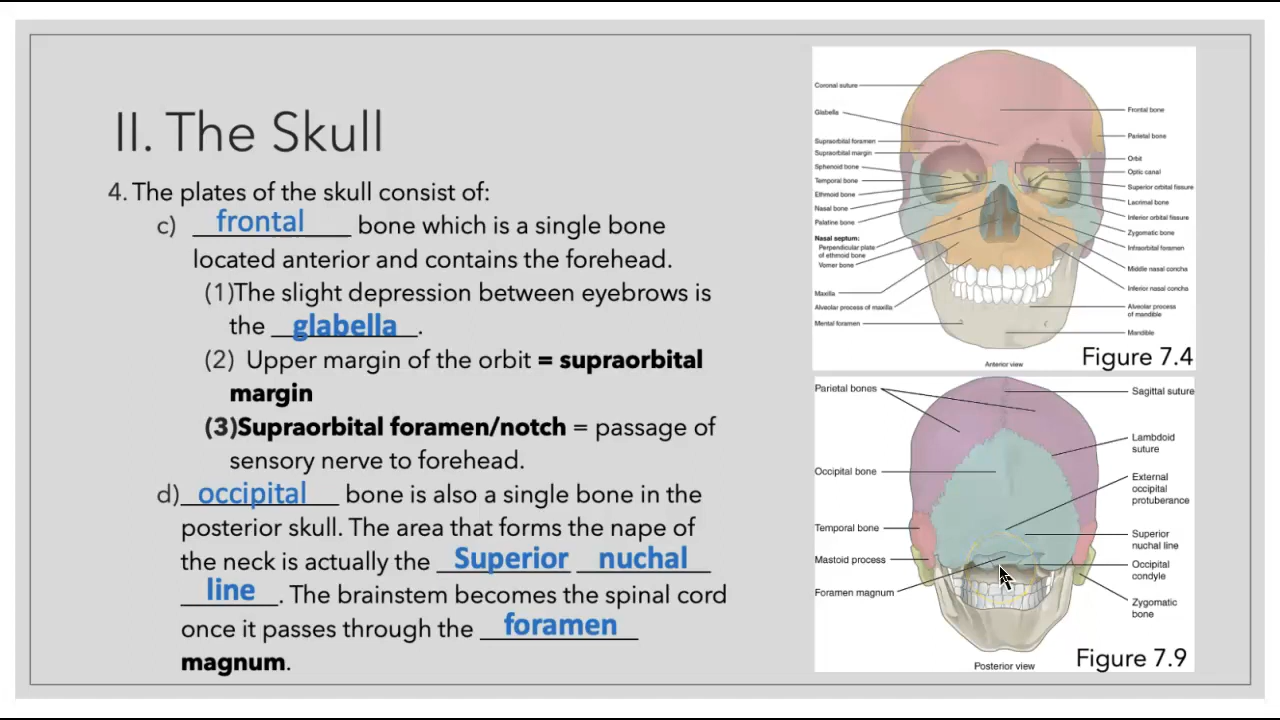 II. The Skull
4. The plates of the skull consist of:
c) frontal bone which is a single bone
located anterior and contains the forehead.
(1)The slight depression between eyebrows is
the glabella.
(2) Upper margin of the orbit = supraorbital
margin
(3)Supraorbital foramen/notch = passage of
sensory nerve to forehead.
d) occipital bone is also a single bone in the
posterior skull. The area that forms the nape of
the neck is actually the Superior nuchal
line. The brainstem becomes the spinal cord
once it passes through the foramen
magnum.
Coronal suture
Glabella
Supraorbital foramen
Supraorbital margin
Sphenoid bone
Temporal bone
Ethmoid bone
Nasal bone
Palatine bone
Nasal septum:
Perpendicular plate
of ethmoid bone
Vomer bone
Maxilla
Alveolar process of maxilla
Mental foramen
Frontal bone
Parietal bone
Orbit
Optic canal
Superior orbital fissure
Lacrimal bone
Inferior orbital fissure
Zygomatic bone
Infraorbital foramen
Middle nasal concha
Inferior nasal concha
Alveolar process
of mandible
Mandible
Anterior view
Figure 7.4
Parietal bones
Occipital bone
Temporal bone
Mastoid process
Foramen magnum
Sagittal suture
Lambdoid
suture
External
occipital
protuberance
Superior
nuchal line
Occipital
condyle
Zygomatic
bone
Posterior view
Figure 7.9